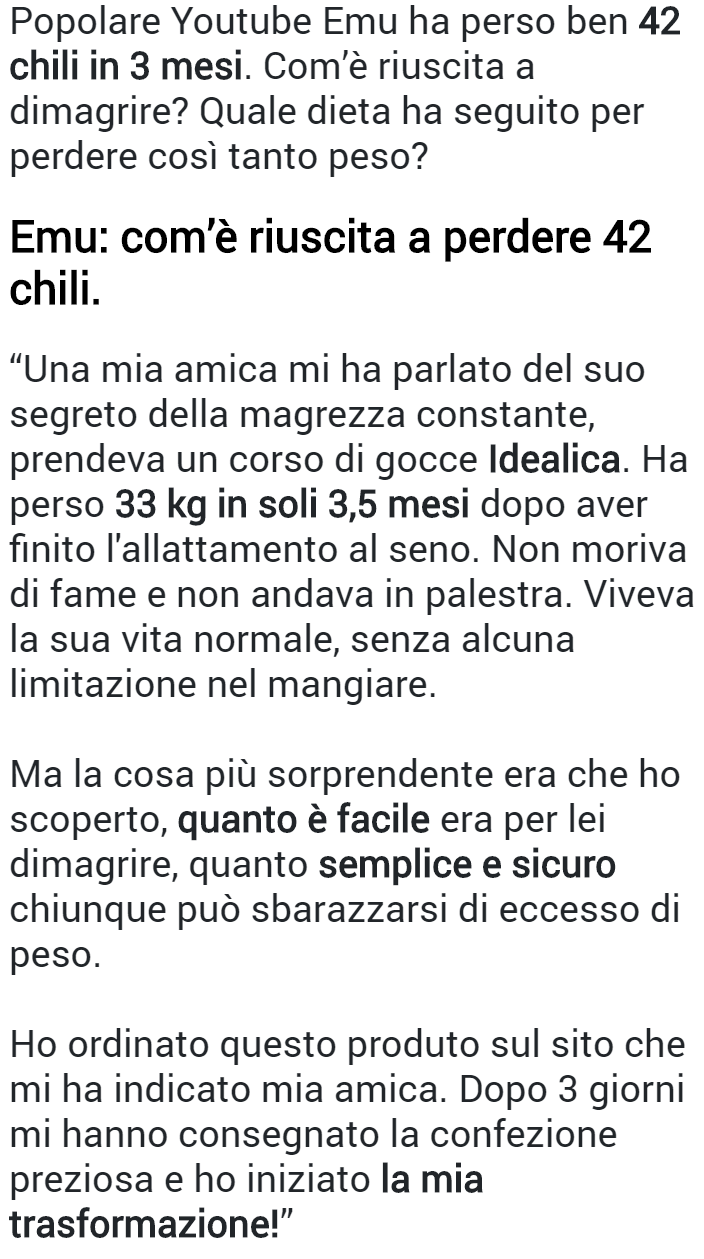 Popolare Youtube Emu ha perso ben 42
chili in 3 mesi. Com’è riuscita a
dimagrire? Quale dieta ha seguito per
perdere così tanto peso?
Emu: com’è riuscita a perdere 42
chili.
“Una mia amica mi ha parlato del suo
segreto della magrezza constante,
prendeva un corso di gocce Idealica. Ha
perso 33 kg in soli 3,5 mesi dopo aver
finito l'allattamento al seno. Non moriva
di fame e non andava in palestra. Viveva
la sua vita normale, senza alcuna
limitazione nel mangiare.
Ma la cosa più sorprendente era che ho
scoperto, quanto è facile era per lei
dimagrire, quanto semplice e sicuro
chiunque può sbarazzarsi di eccesso di
peso.
Ho ordinato questo produto sul sito che
mi ha indicato mia amica. Dopo 3 giorni
mi hanno consegnato la confezione
preziosa e ho iniziato la mia
trasformazione!”